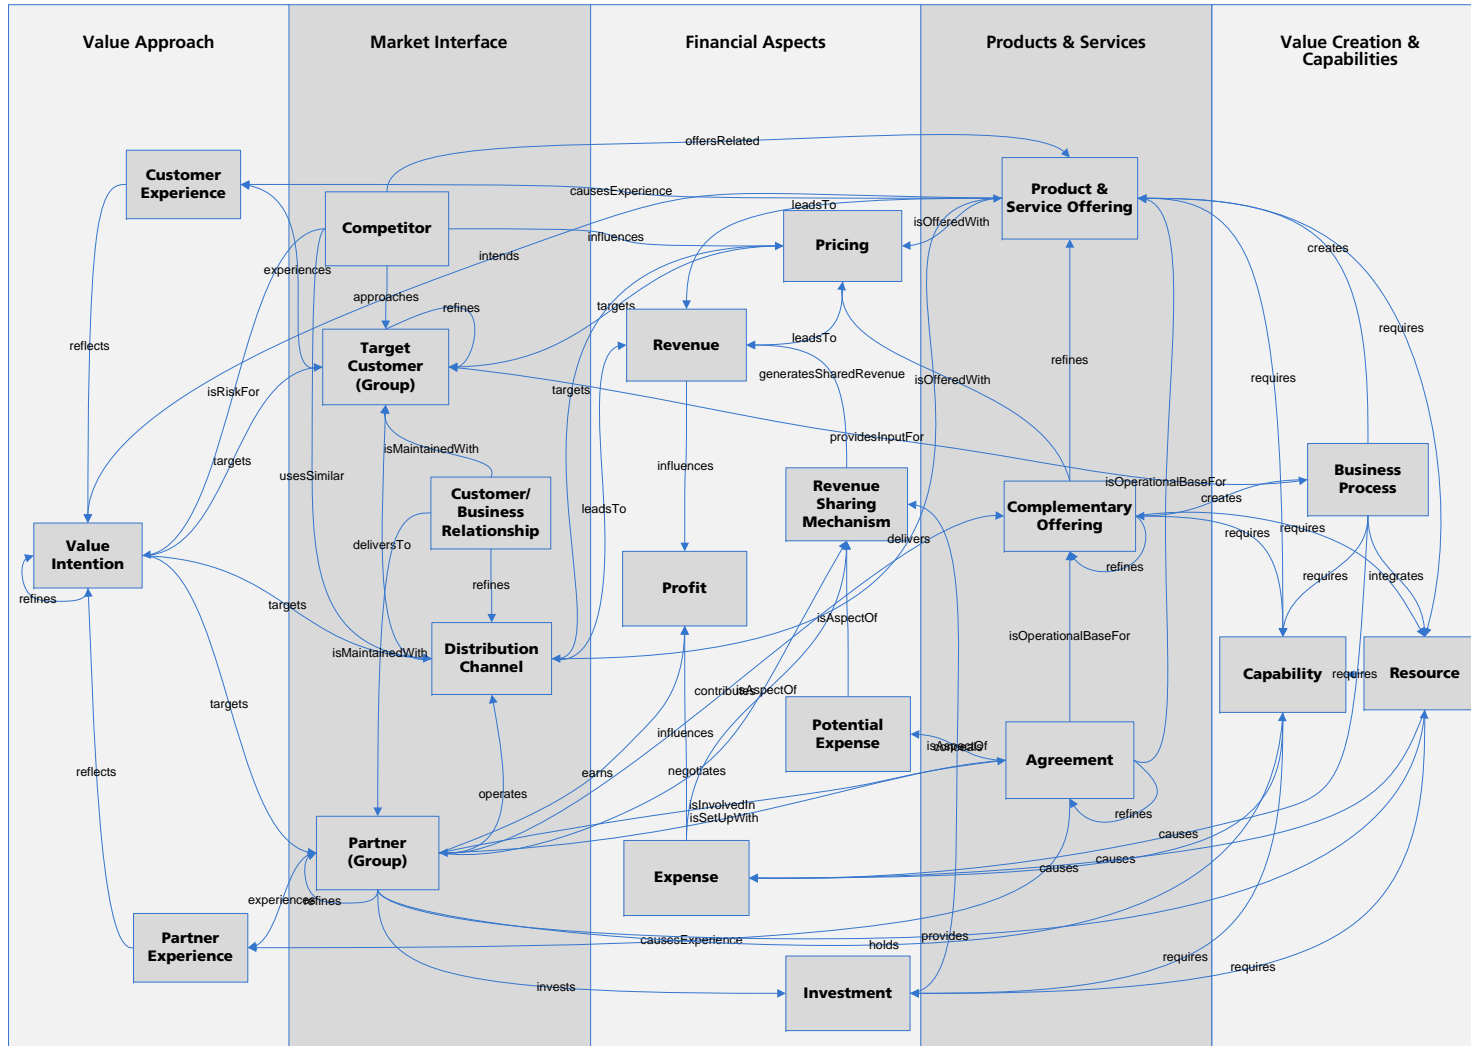 Value Approach
Market Interface
Financial Aspects
Products & Services
Value Creation &
Capabilities
offersRelated
Customer
Experience
causesExperience
Product &
Service Offering
Competitor
leadsTo
isOfferedWith
Pricing
influences
intends
creates
experiences
approaches
refines
targets
requires
Target
Customer
(Group)
Revenue
leadsTo
reflects
refines
generatesSharedRevenue
isOfferedWith
requires
isRiskFor
targets
providesInputFor
isMaintainedWith
targets
influences
usesSimilar
Business
Process
isOperationalBaseFor
Customer/
Business
Relationship
Revenue
Sharing
Mechanism
Complementary
Offering
creates
leadsTo
requires
requires
Value
Intention
deliversTo
delivers
refines
requires
integrates
refines
Profit
refines
targets
isAspectOf
isOperationalBaseFor
isMaintainedWith
Distribution
Channel
Capability
requires
Resource
contributes
isAspectOf
targets
influences
Potential
Expense
isAspectOf
conceals
Agreement
reflects
earns
negotiates
operates
isInvolvedIn
isSetUpWith
refines
Partner
(Group)
causes
causes
causes
Expense
experiences
refines
Partner
Experience
causesExperience
holds
provides
requires
requires
invests
Investment